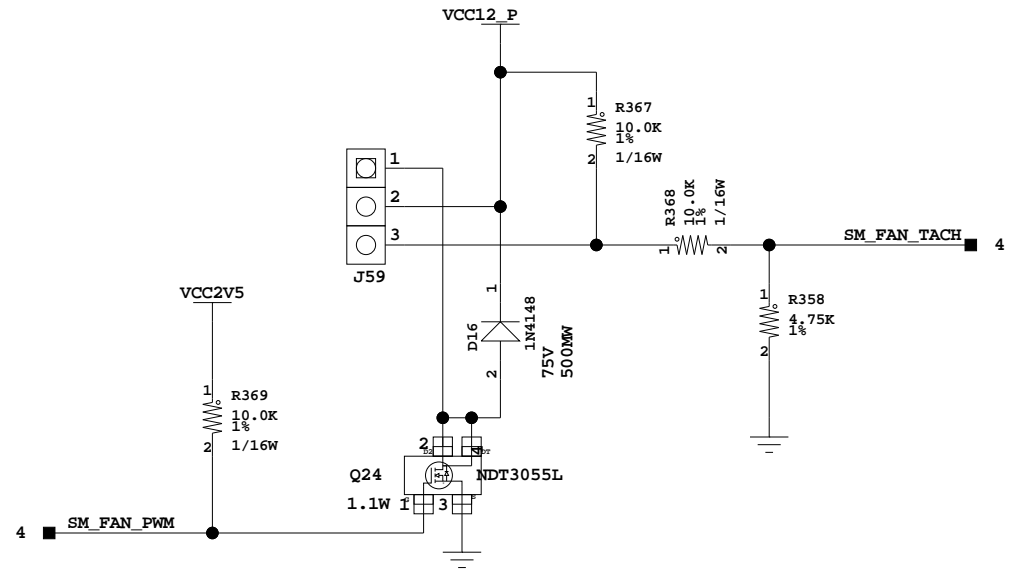 VCC12_P
1
R367
10.0K
1%
1/16W
2
1
2
3
J59
R368
10.0K
1%
1/16W
1
2
SM_FAN_TACH
4
VCC2V5
1
D16
1N4148
75V
500MW
2
1
R358
4.75K
1%
2
1
R369
10.0K
1%
1/16W
2
2
D2
4
Q24
NDT3055L
1.1W
1
3
4
SM_FAN_PWM